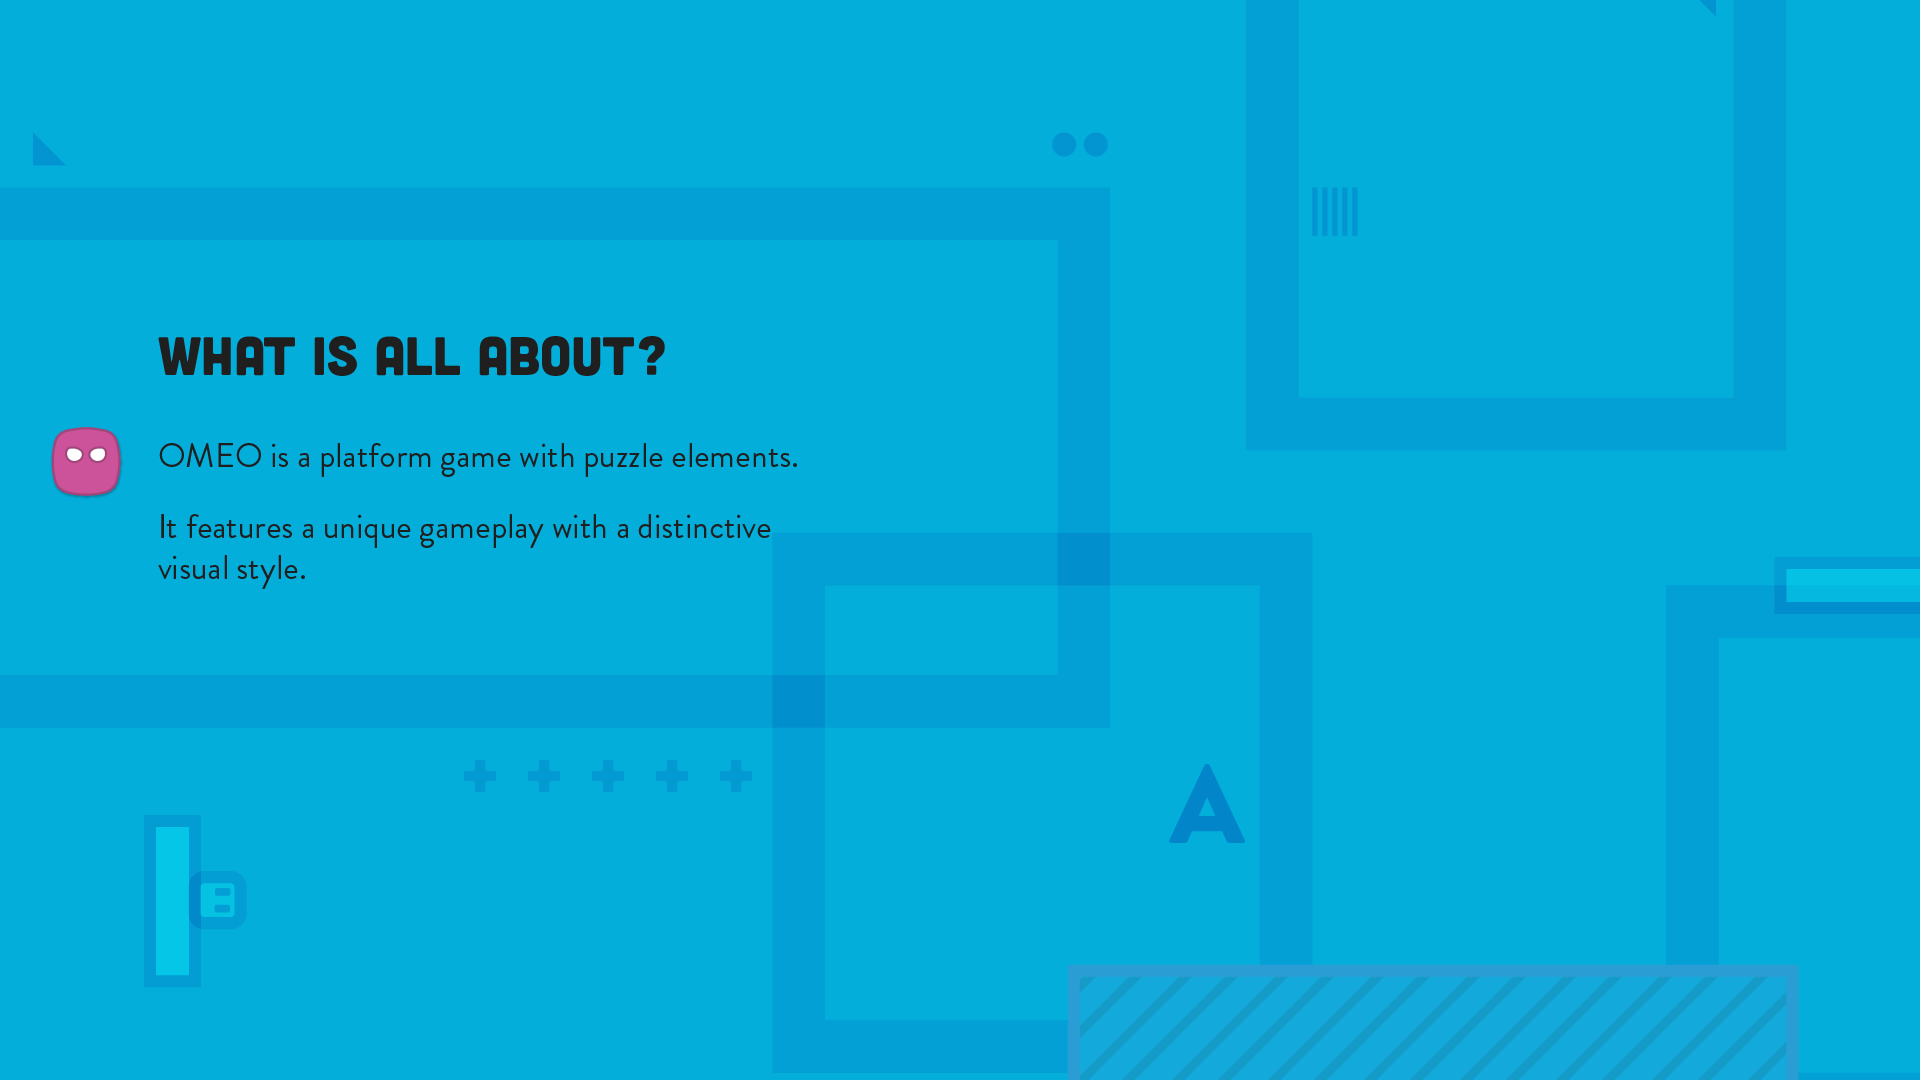 WHAT IS ALL ABOUT?
OMEO is a platform game with puzzle elements.
It features a unique gameplay with a distinctive
visual style.
A